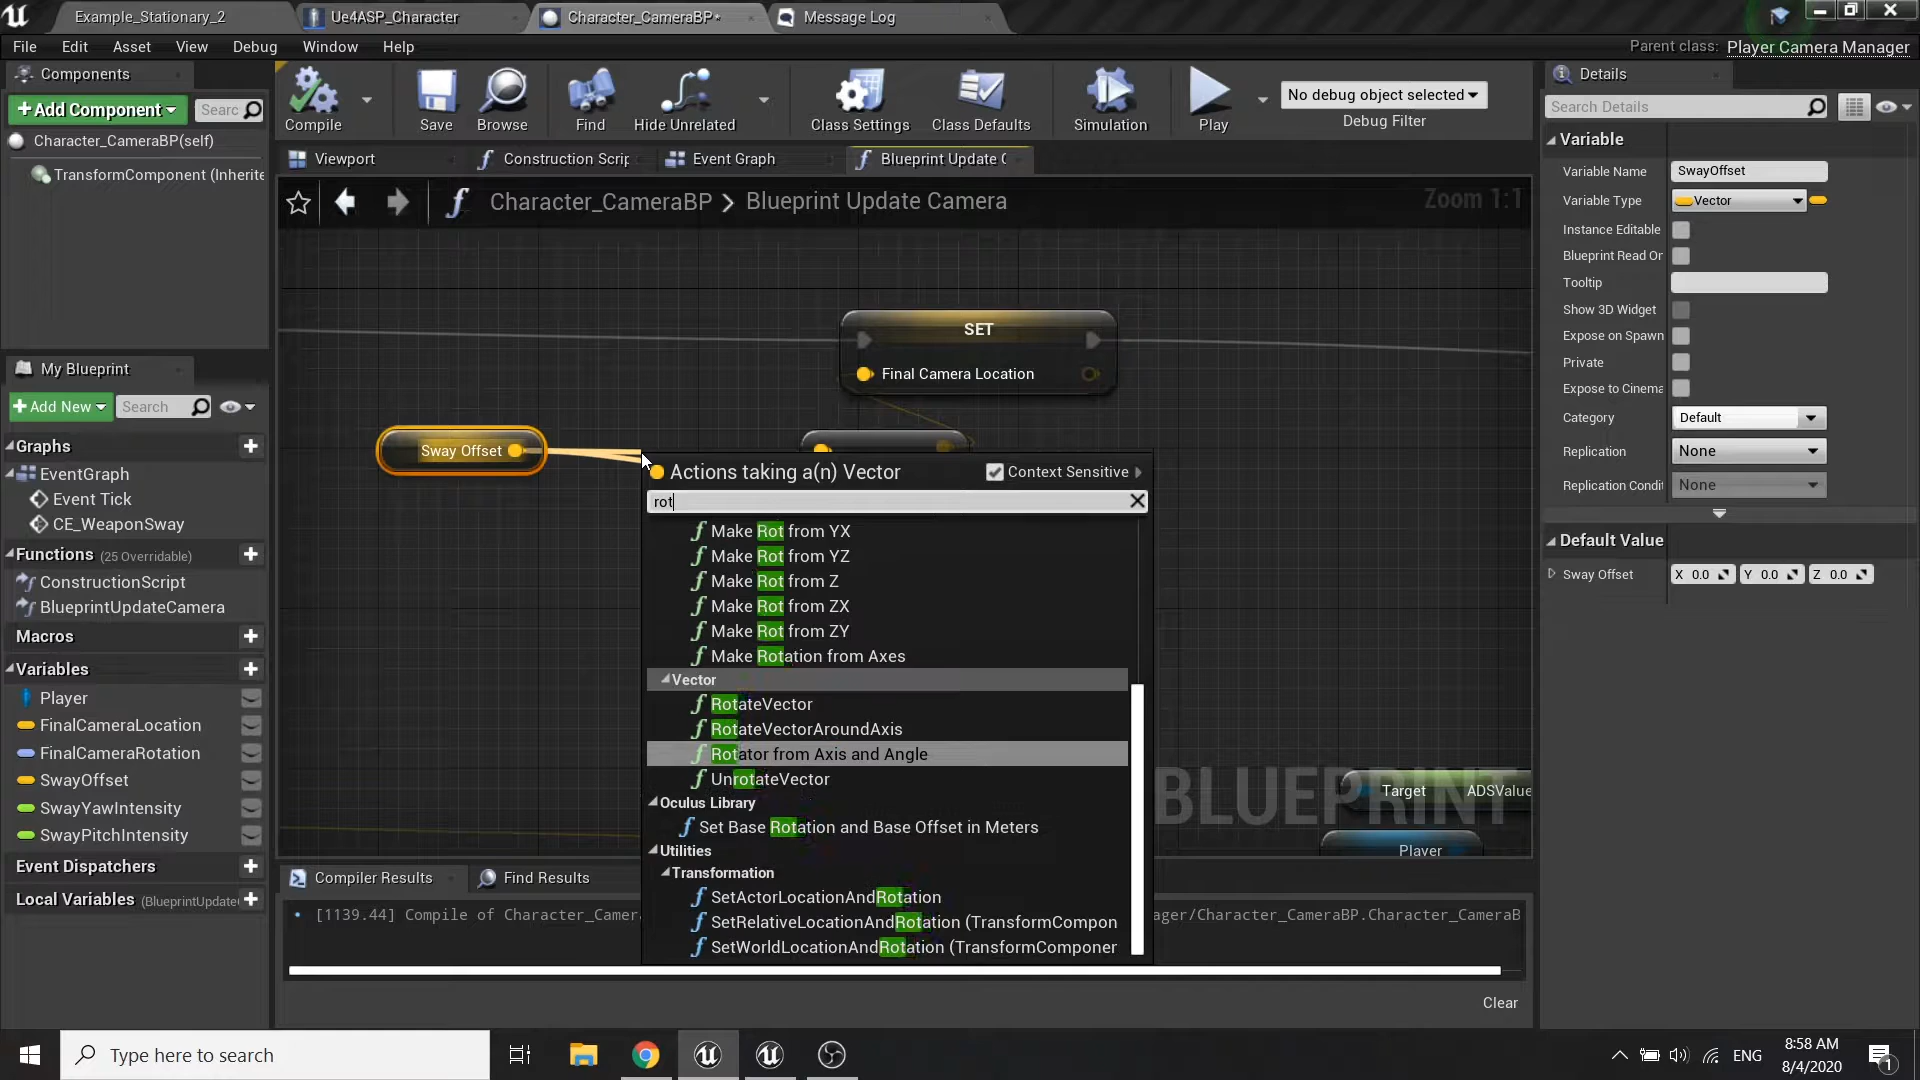 Example_Stationary_2
Ue4ASP_Character
Character_CameraBP*
Message Log
File Edit Asset View Debug Window Help
Parent class: Player Camera Manager
Components
+Add Component
Searc
Character_CameraBP(self)
TransformComponent (Inherite
Compile
Save
Browse
Find
Hide Unrelated
Class Settings
Class Defaults
Simulation
Play
No debug object selected
Debug Filter
Viewport
Construction Scrip
Event Graph
Blueprint Update C
Character_CameraBP > Blueprint Update Camera
Zoom 1:1
SET
Final Camera Location
Sway Offset
Actions taking a(n) Vector
Context Sensitive
rot
Make Rot from YX
Make Rot from YZ
Make Rot from Z
Make Rot from ZX
Make Rot from ZY
Make Rotation from Axes
Vector
RotateVector
RotateVectorAroundAxis
Rotator from Axis and Angle
UnrotateVector
Oculus Library
Set Base Rotation and Base Offset in Meters
Utilities
Transformation
SetActorLocationAndRotation
SetRelativeLocationAndRotation (TransformCompon
SetWorldLocationAndRotation (TransformComponer
BLUEPRINT
Target
ADSValue
Player
My Blueprint
+Add New
Search
Graphs
EventGraph
Event Tick
CE_WeaponSway
Functions (25 Overridable)
ConstructionScript
BlueprintUpdateCamera
Macros
Variables
Player
FinalCameraLocation
FinalCameraRotation
SwayOffset
SwayYawIntensity
SwayPitchIntensity
Event Dispatchers
Local Variables (BlueprintUpdate
Compiler Results
Find Results
[1139.44] Compile of Character_Camera
ager/Character_CameraBP.Character_CameraB
Clear
Details
Search Details
Variable
Variable Name
SwayOffset
Variable Type
Vector
Instance Editable
Blueprint Read Or
Tooltip
Show 3D Widget
Expose on Spawn
Private
Expose to Cinema
Category
Default
Replication
None
Replication Condit
None
Default Value
Sway Offset
X 0.0
Y 0.0
Z 0.0
Type here to search
ENG
8:58 AM
8/4/2020
1